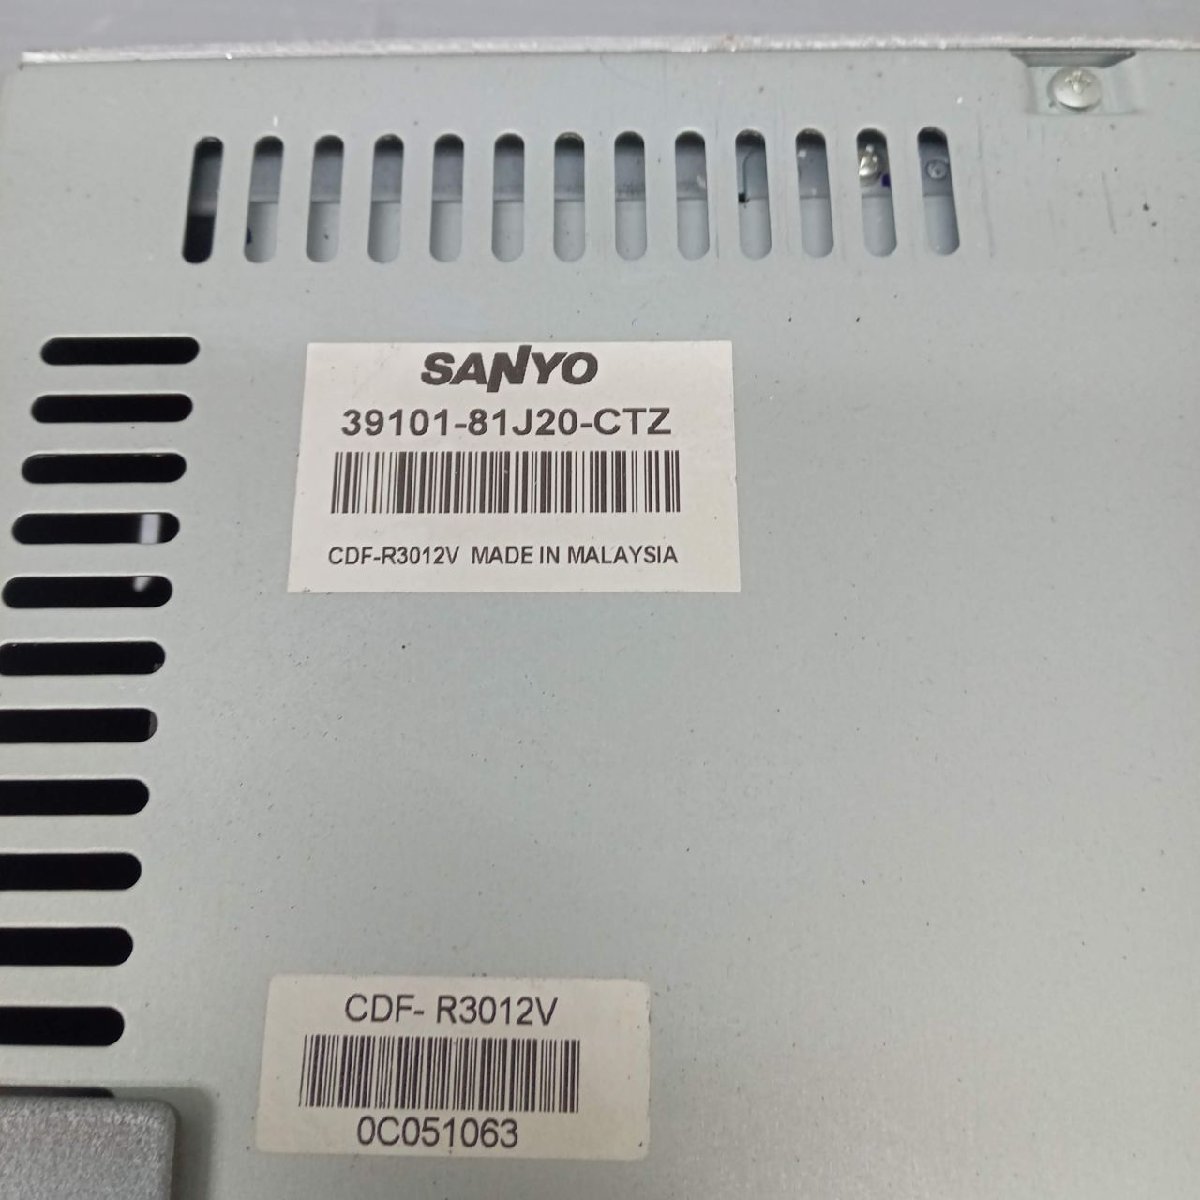 SANYO
39101-81J20-CTZ
CDF-R3012V MADE IN MALAYSIA
CDF- R3012V
0C051063